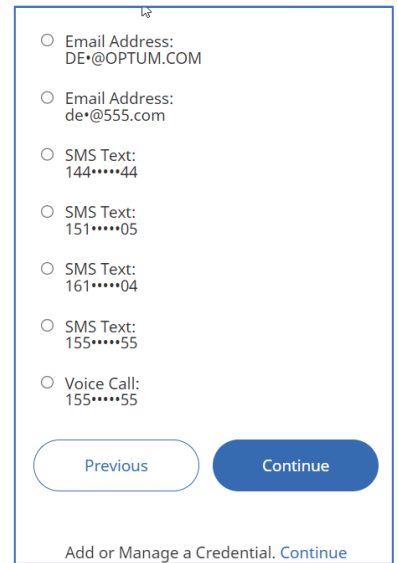 Email Address:
DE•@OPTUM.COM
Email Address:
de•@555.com
SMS Text:
144•••••44
SMS Text:
151•••••05
SMS Text:
161•••••04
SMS Text:
155•••••55
Voice Call:
155•••••55
Previous
Continue
Add or Manage a Credential. Continue